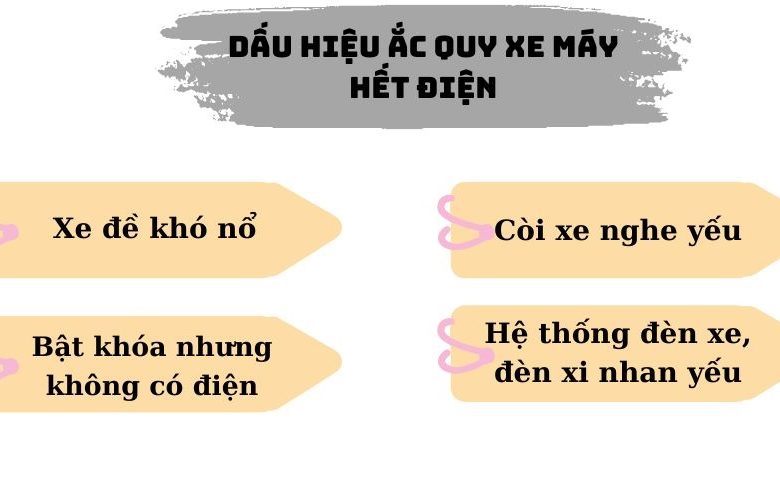 DẤU HIỆU ẮC QUY XE MÁY
HẾT ĐIỆN
Xe đề khó nổ
Còi xe nghe yếu
Bật khóa nhưng
không có điện
Hệ thống đèn xe,
đèn xi nhan yếu